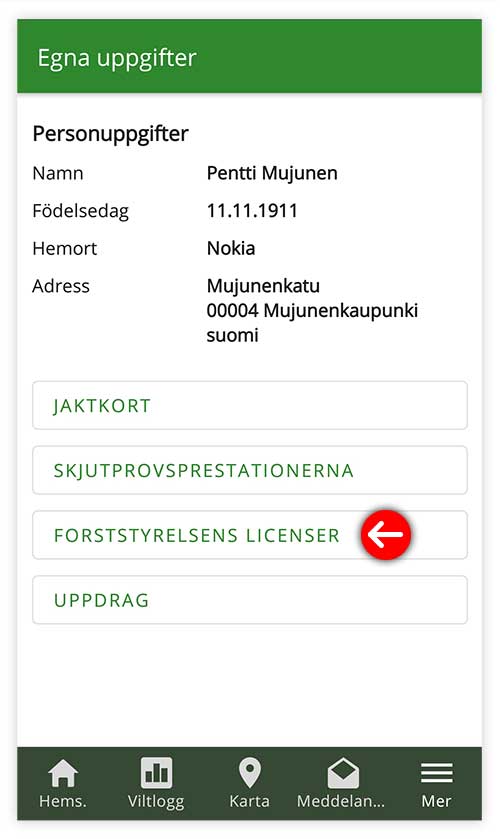 Egna uppgifter
Personuppgifter
Namn Pentti Mujunen
Födelsedag 11.11.1911
Hemort Nokia
Adress Mujunenkatu
00004 Mujunenkaupunki
suomi
JAKTKORT
SKJUTPROVSPRESTATIONERNA
FORSTSTYRELSENS LICENSER
UPPDRAG
Hems. Viltlogg Karta Meddelan... Mer